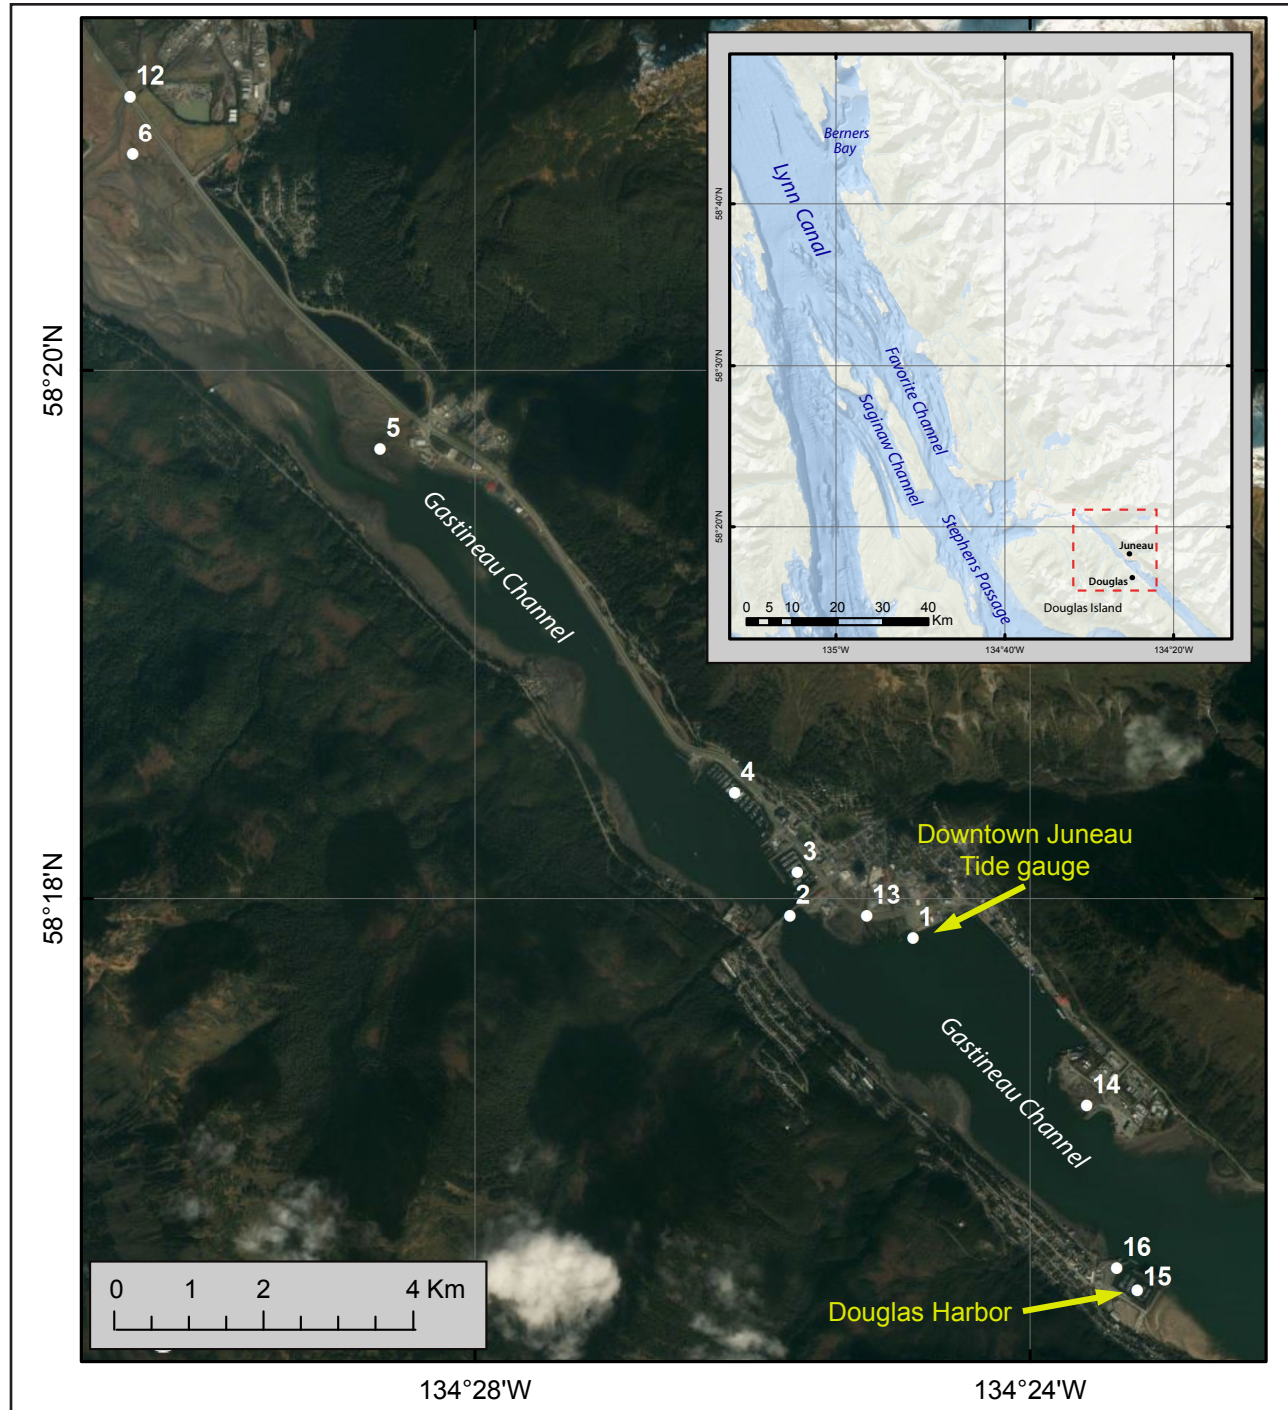 12
6
58°20'N
5
Gastineau Channel
4
3
2
13
1
Downtown Juneau
Tide gauge
58°18'N
Gastineau Channel
14
16
15
Douglas Harbor
0 1 2 4 Km
134°28'W
134°24'W
Berners
Bay
Lynn Canal
58°40'N
Favorite Channel
58°30'N
Saginaw Channel
Stephens Passage
58°20'N
Juneau
Douglas
Douglas Island
0 5 10 20 30 40
Km
135°W
134°40'W
134°20'W